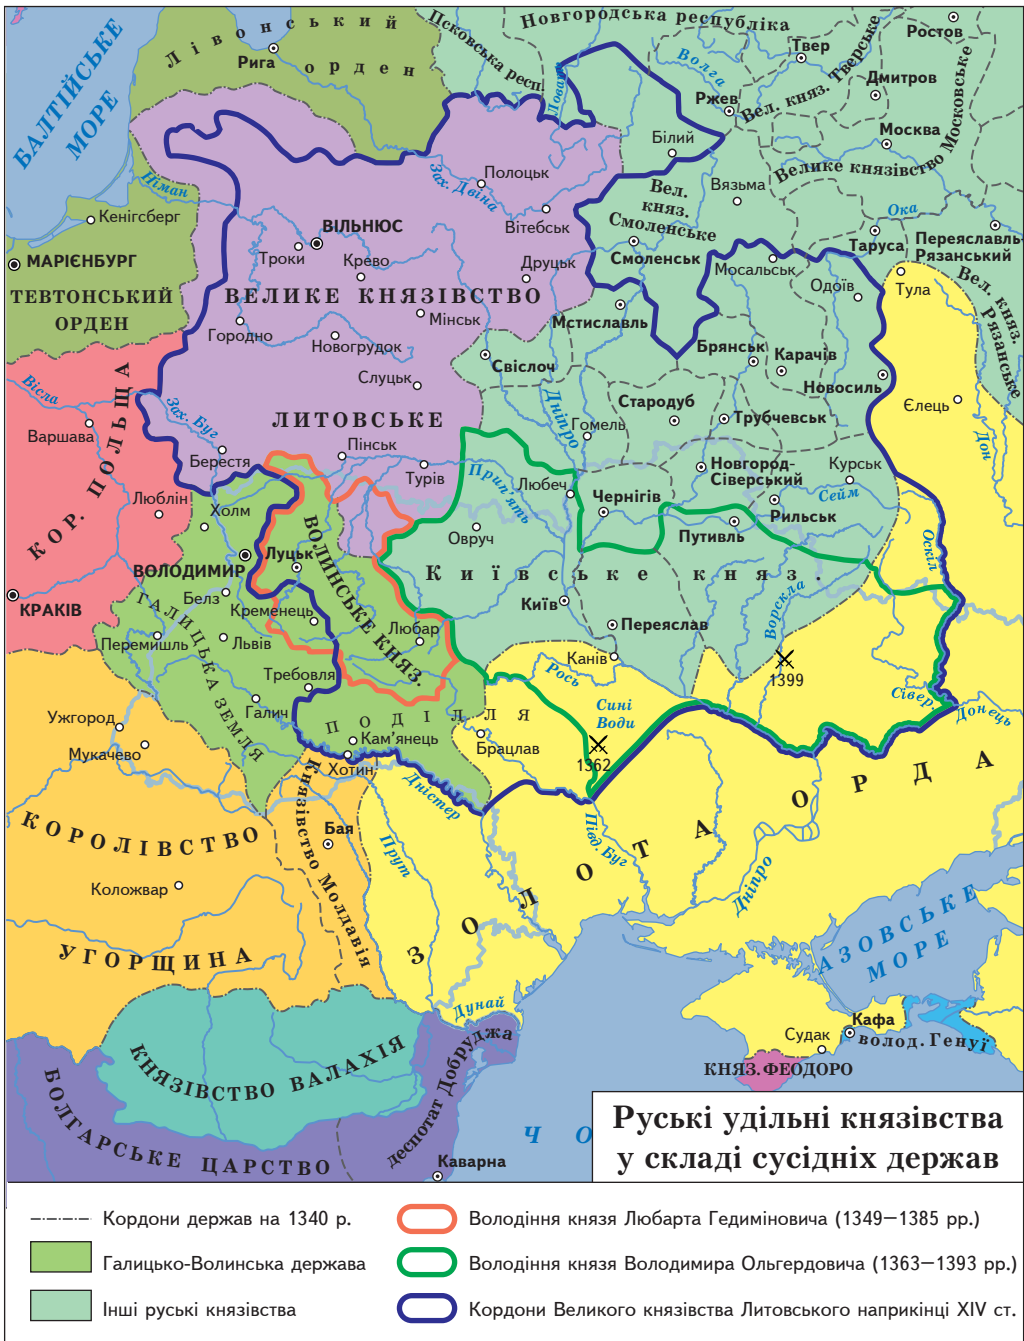 БАЛТІЙСЬКЕ
МОРЕ
Лівонський
орден
Рига
Псковська респ.
Новгородська республіка
Ловать
Волга
Твер
Вел. княз. Тверське
Ростов
Дмитров
Ржев
Москва
Велике князівство Московське
Білий
Вязьма
Вел.
княз.
Смоленське
Смоленськ
Ока
Таруса
Переяславль-
Рязанський
Вел. княз.
Рязанське
Німан
Зах. Двіна
Полоцьк
Вітебськ
Кенігсберг
МАРІЄНБУРГ
ТЕВТОНСЬКИЙ
ОРДЕН
ВІЛЬНЮС
Троки
Крево
Друцьк
Мосальськ
Одоїв
Тула
ВЕЛИКЕ КНЯЗІВСТВО
ЛИТОВСЬКЕ
Мінськ
Мстиславль
Городно
Новогрудок
Свіслоч
Брянськ
Карачів
Новосиль
Слуцьк
Стародуб
Трубчевськ
Єлець
Дон
Вісла
Варшава
КОР. ПОЛЬЩА
Зах. Буг
Берестя
Пінськ
Турів
Дніпро
Гомель
Прип'ять
Любеч
Чернігів
Новгород-
Сіверський
Курськ
Сейм
Рильськ
Путивль
Оскіл
Люблін
Холм
ВОЛОДИМИР
Луцьк
ВОЛИНСЬКЕ КНЯЗ.
Овруч
Київське княз.
КРАКІВ
Белз
Кременець
Київ
Переяслав
Ворскла
ГАЛИЦЬКА ЗЕМЛЯ
Перемишль
Львів
Любар
Канів
Рось
1399
Требовля
Галич
ПОДІЛЛЯ
Сині
Води
1362
Сівер.
Донець
Ужгород
Мукачево
Кам'янець
Хотин
Брацлав
Дністер
Князівство Молдавія
Бая
Прут
Півд. Буг
Дніпро
ЗОЛОТА ОРДА
КОРОЛІВСТВО
УГОРЩИНА
Коложвар
АЗОВСЬКЕ
МОРЕ
Дунай
Кафа
Судак
волод. Генуї
КНЯЗ. ФЕОДОРО
КНЯЗІВСТВО ВАЛАХІЯ
деспотат Добруджа
БОЛГАРСЬКЕ ЦАРСТВО
Каварна
ЧО
Руські удільні князівства
у складі сусідніх держав
Кордони держав на 1340 р.
Галицько-Волинська держава
Інші руські князівства
Володіння князя Любарта Гедиміновича (1349–1385 рр.)
Володіння князя Володимира Ольгердовича (1363–1393 рр.)
Кордони Великого князівства Литовського наприкінці XIV ст.